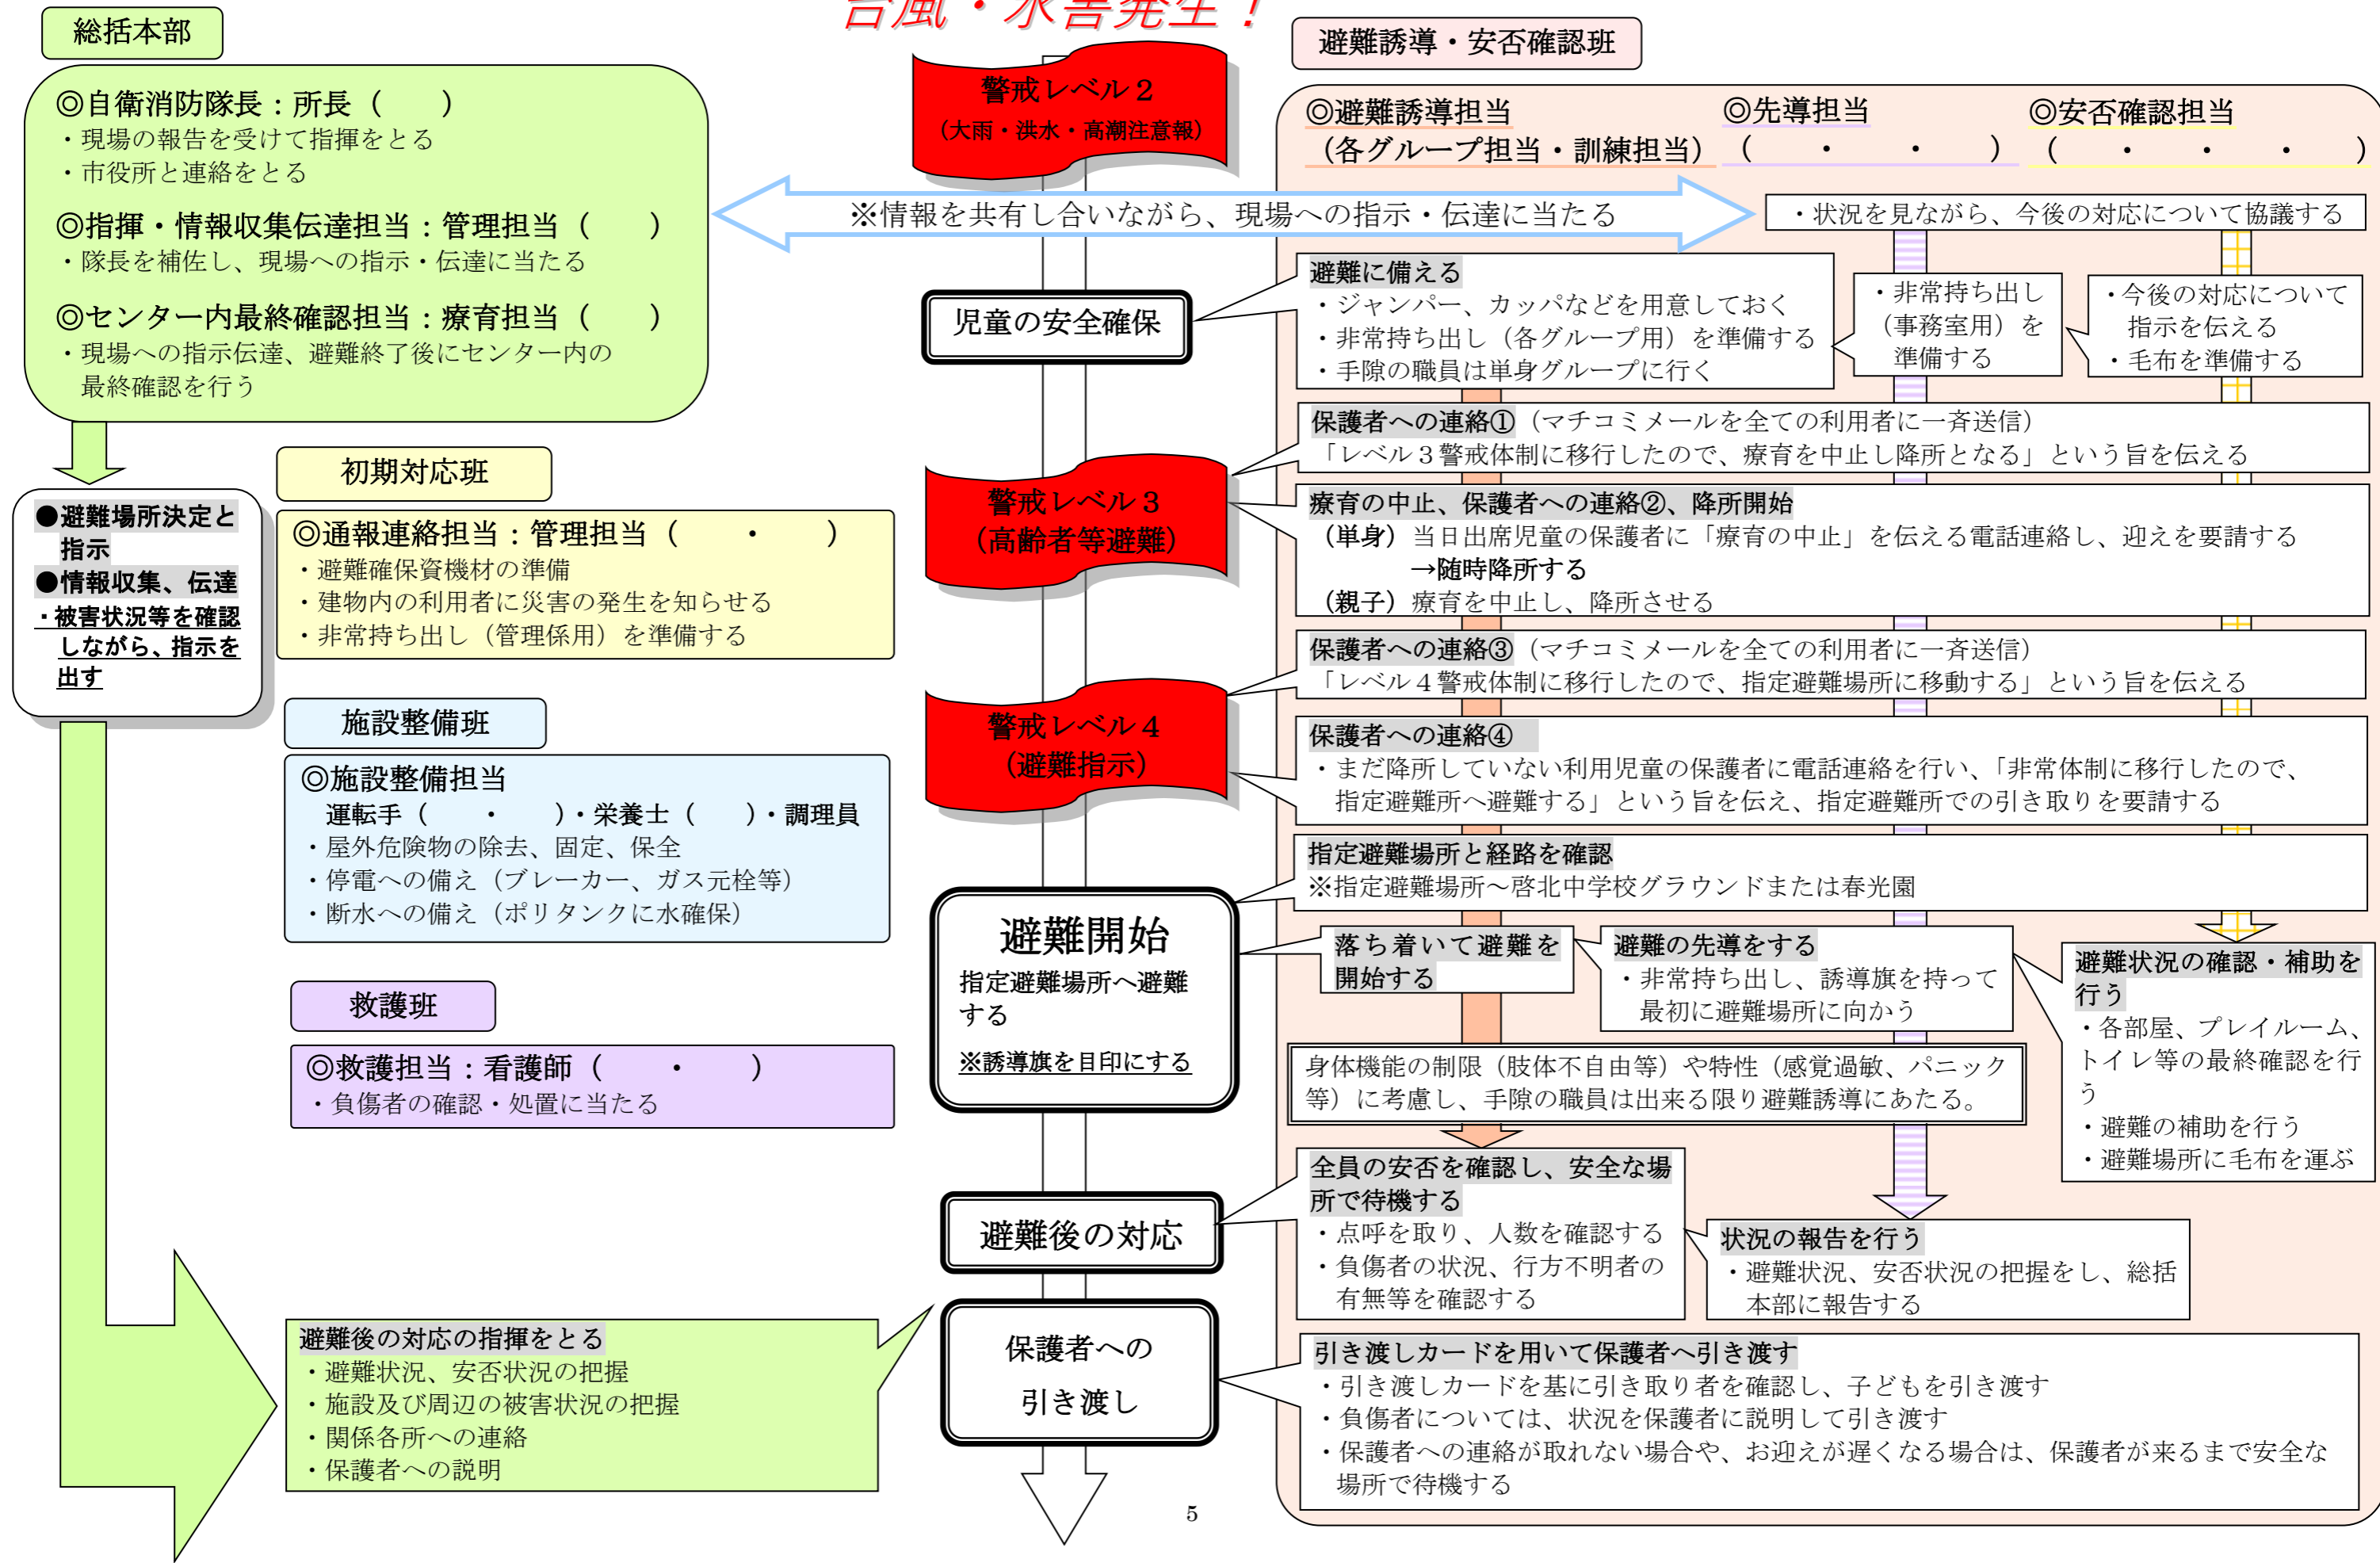 台風・水害発生！
総括本部
◎自衛消防隊長：所長（　　）
・現場の報告を受けて指揮をとる
・市役所と連絡をとる
◎指揮・情報収集伝達担当：管理担当（　　）
・隊長を補佐し、現場への指示・伝達に当たる
◎センター内最終確認担当：療育担当（　　）
・現場への指示伝達、避難終了後にセンター内の
最終確認を行う
●避難場所決定と
指示
●情報収集、伝達
・被害状況等を確認
しながら、指示を
出す
初期対応班
◎通報連絡担当：管理担当（　　・　　）
・避難確保資機材の準備
・建物内の利用者に災害の発生を知らせる
・非常持ち出し（管理係用）を準備する
施設整備班
◎施設整備担当
運転手（　　・　　）・栄養士（　　）・調理員
・屋外危険物の除去、固定、保全
・停電への備え（ブレーカー、ガス元栓等）
・断水への備え（ポリタンクに水確保）
救護班
◎救護担当：看護師（　　・　　）
・負傷者の確認・処置に当たる
避難後の対応の指揮をとる
・避難状況、安否状況の把握
・施設及び周辺の被害状況の把握
・関係各所への連絡
・保護者への説明
警戒レベル２
（大雨・洪水・高潮注意報）
※情報を共有し合いながら、現場への指示・伝達に当たる
児童の安全確保
警戒レベル３
（高齢者等避難）
警戒レベル４
（避難指示）
避難開始
指定避難場所へ避難
する
※誘導旗を目印にする
避難後の対応
保護者への
引き渡し
避難誘導・安否確認班
◎避難誘導担当
（各グループ担当・訓練担当）
◎先導担当
（　　・　　・　　）
◎安否確認担当
（　　・　　・　　・　　）
・状況を見ながら、今後の対応について協議する
避難に備える
・ジャンパー、カッパなどを用意しておく
・非常持ち出し（各グループ用）を準備する
・手隙の職員は単身グループに行く
・非常持ち出し
（事務室用）を
準備する
・今後の対応について
指示を伝える
・毛布を準備する
保護者への連絡①（マチコミメールを全ての利用者に一斉送信）
「レベル３警戒体制に移行したので、療育を中止し降所となる」という旨を伝える
療育の中止、保護者への連絡②、降所開始
（単身）当日出席児童の保護者に「療育の中止」を伝える電話連絡し、迎えを要請する
→随時降所する
（親子）療育を中止し、降所させる
保護者への連絡③（マチコミメールを全ての利用者に一斉送信）
「レベル４警戒体制に移行したので、指定避難場所に移動する」という旨を伝える
保護者への連絡④
・まだ降所していない利用児童の保護者に電話連絡を行い、「非常体制に移行したので、
指定避難所へ避難する」という旨を伝え、指定避難所での引き取りを要請する
指定避難場所と経路を確認
※指定避難場所～啓北中学校グラウンドまたは春光園
落ち着いて避難を
開始する
避難の先導をする
・非常持ち出し、誘導旗を持って
最初に避難場所に向かう
避難状況の確認・補助を
行う
・各部屋、プレイルーム、
トイレ等の最終確認を行
う
・避難の補助を行う
・避難場所に毛布を運ぶ
身体機能の制限（肢体不自由等）や特性（感覚過敏、パニック
等）に考慮し、手隙の職員は出来る限り避難誘導にあたる。
全員の安否を確認し、安全な場
所で待機する
・点呼を取り、人数を確認する
・負傷者の状況、行方不明者の
有無等を確認する
状況の報告を行う
・避難状況、安否状況の把握をし、総括
本部に報告する
引き渡しカードを用いて保護者へ引き渡す
・引き渡しカードを基に引き取り者を確認し、子どもを引き渡す
・負傷者については、状況を保護者に説明して引き渡す
・保護者への連絡が取れない場合や、お迎えが遅くなる場合は、保護者が来るまで安全な
場所で待機する
5